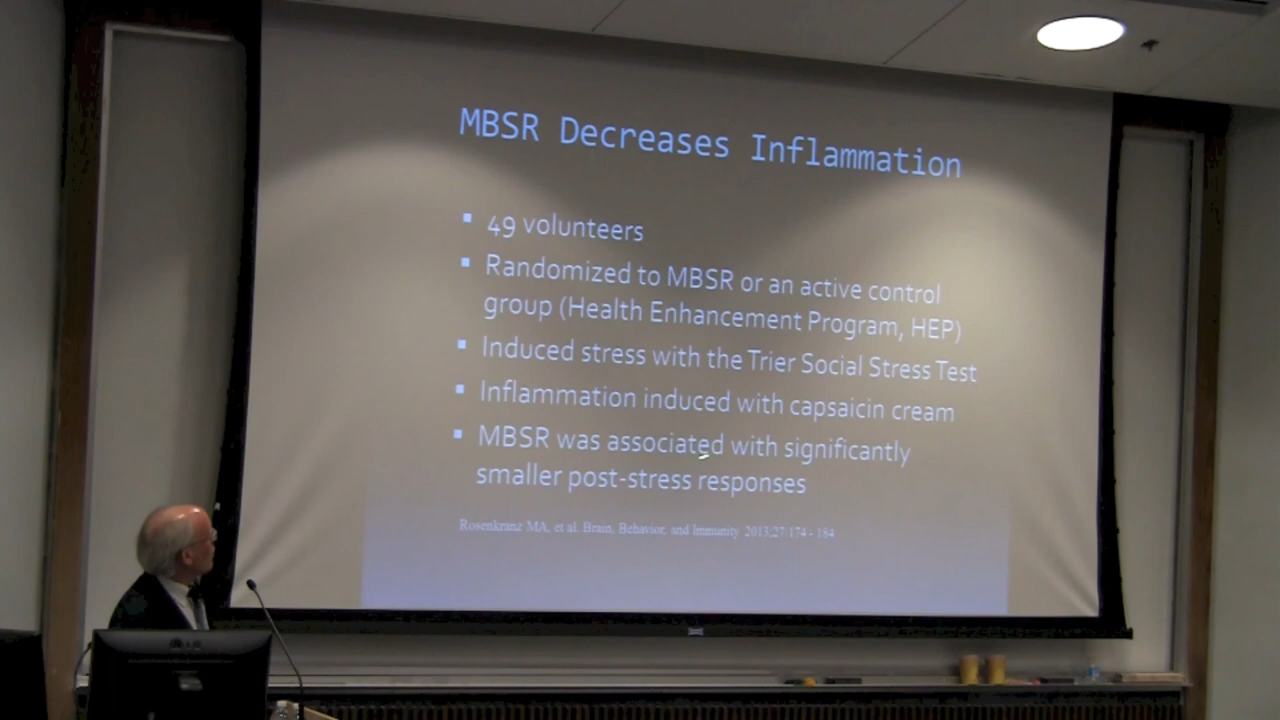 MBSR Decreases Inflammation
▪ 49 volunteers
▪ Randomized to MBSR or an active control
group (Health Enhancement Program, HEP)
▪ Induced stress with the Trier Social Stress Test
▪ Inflammation induced with capsaicin cream
▪ MBSR was associated with significantly
smaller post-stress responses
Rosenkranz MA, et al. Brain, Behavior, and Immunity 2013;27:174 - 184
LG